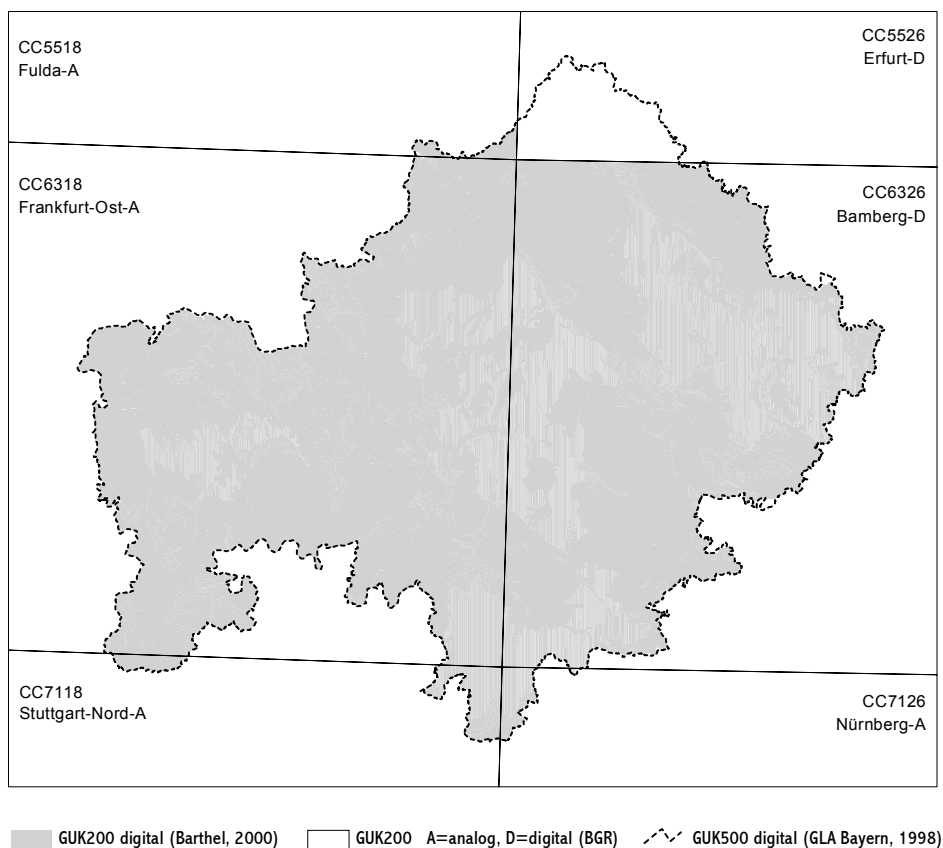 CC5518
Fulda-A
CC5526
Erfurt-D
CC6318
Frankfurt-Ost-A
CC6326
Bamberg-D
CC7118
Stuttgart-Nord-A
CC7126
Nürnberg-A
GUK200 digital (Barthel, 2000) GUK200 A=analog, D=digital (BGR) GUK500 digital (GLA Bayern, 1998)